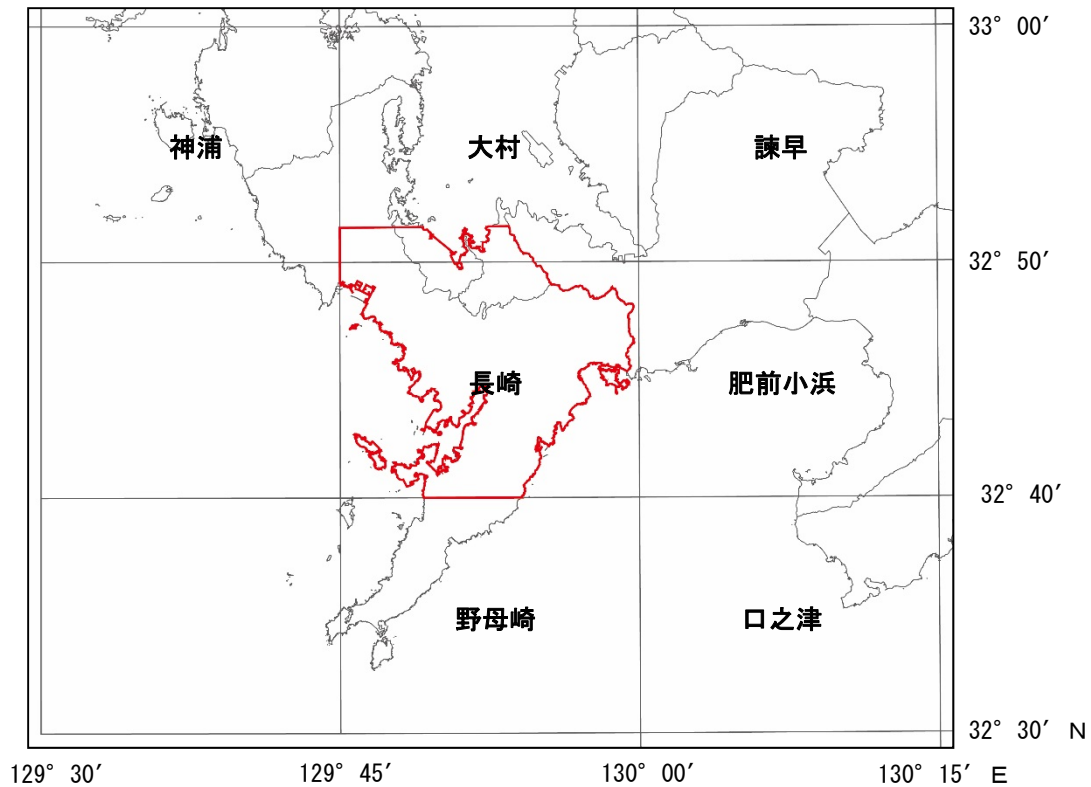 33° 00′
神浦
大村
諫早
32° 50′
長崎
肥前小浜
32° 40′
野母崎
口之津
32° 30′ N
129° 30′
129° 45′
130° 00′
130° 15′ E